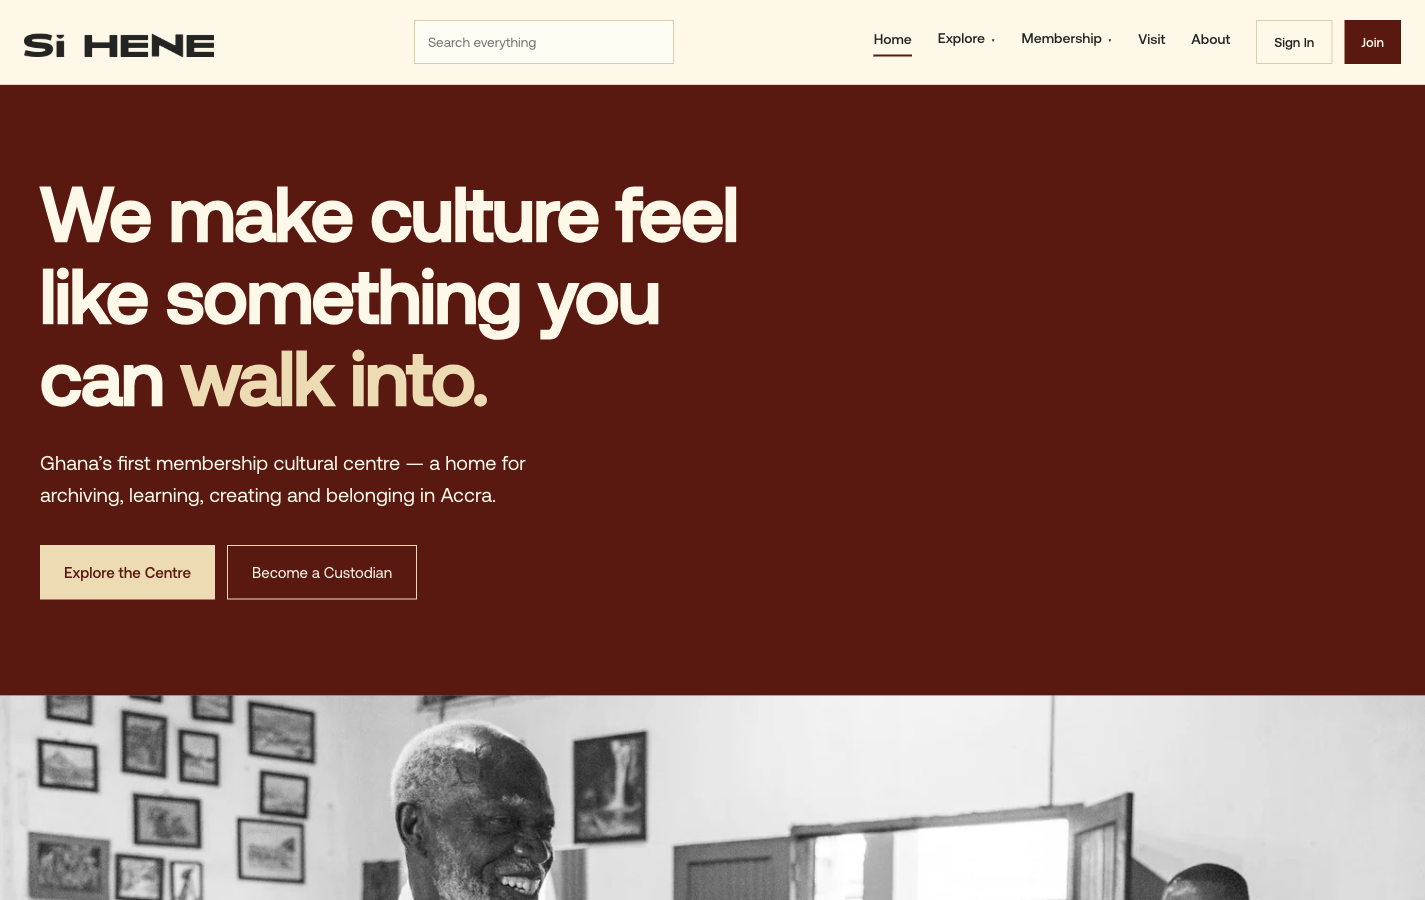 Si HENE
Search everything
Home
Explore
Membership
Visit
About
Sign In
Join
We make culture feel
like something you
can walk into.
Ghana’s first membership cultural centre — a home for
archiving, learning, creating and belonging in Accra.
Explore the Centre
Become a Custodian